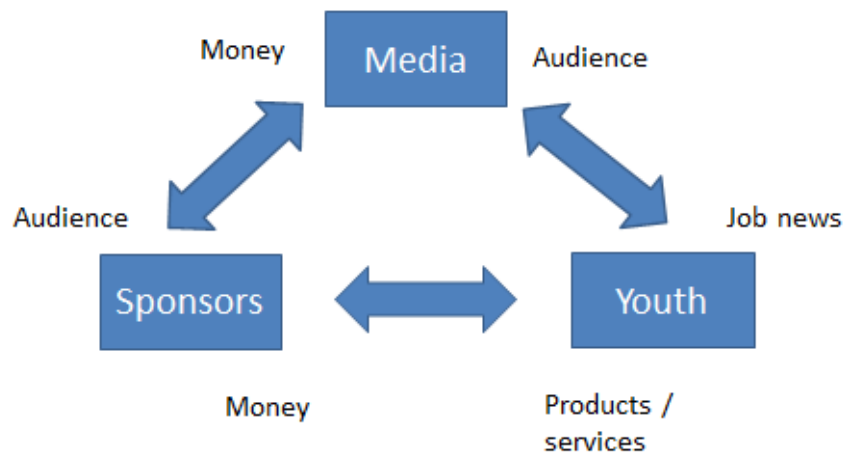 Money
Media
Audience
Audience
Job news
Sponsors
Youth
Money
Products /
services